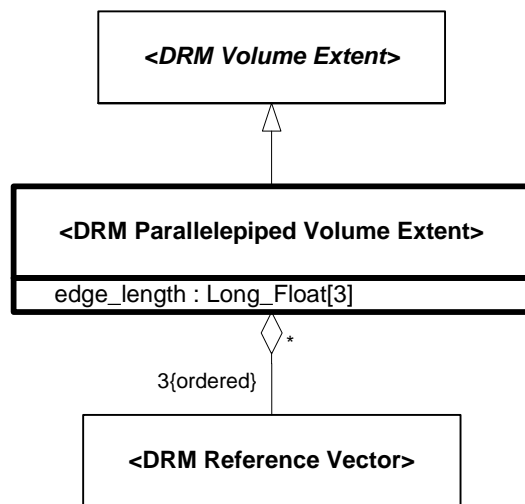 <DRM Volume Extent>
<DRM Parallelepiped Volume Extent>
edge_length : Long_Float[3]
*
3{ordered}
<DRM Reference Vector>